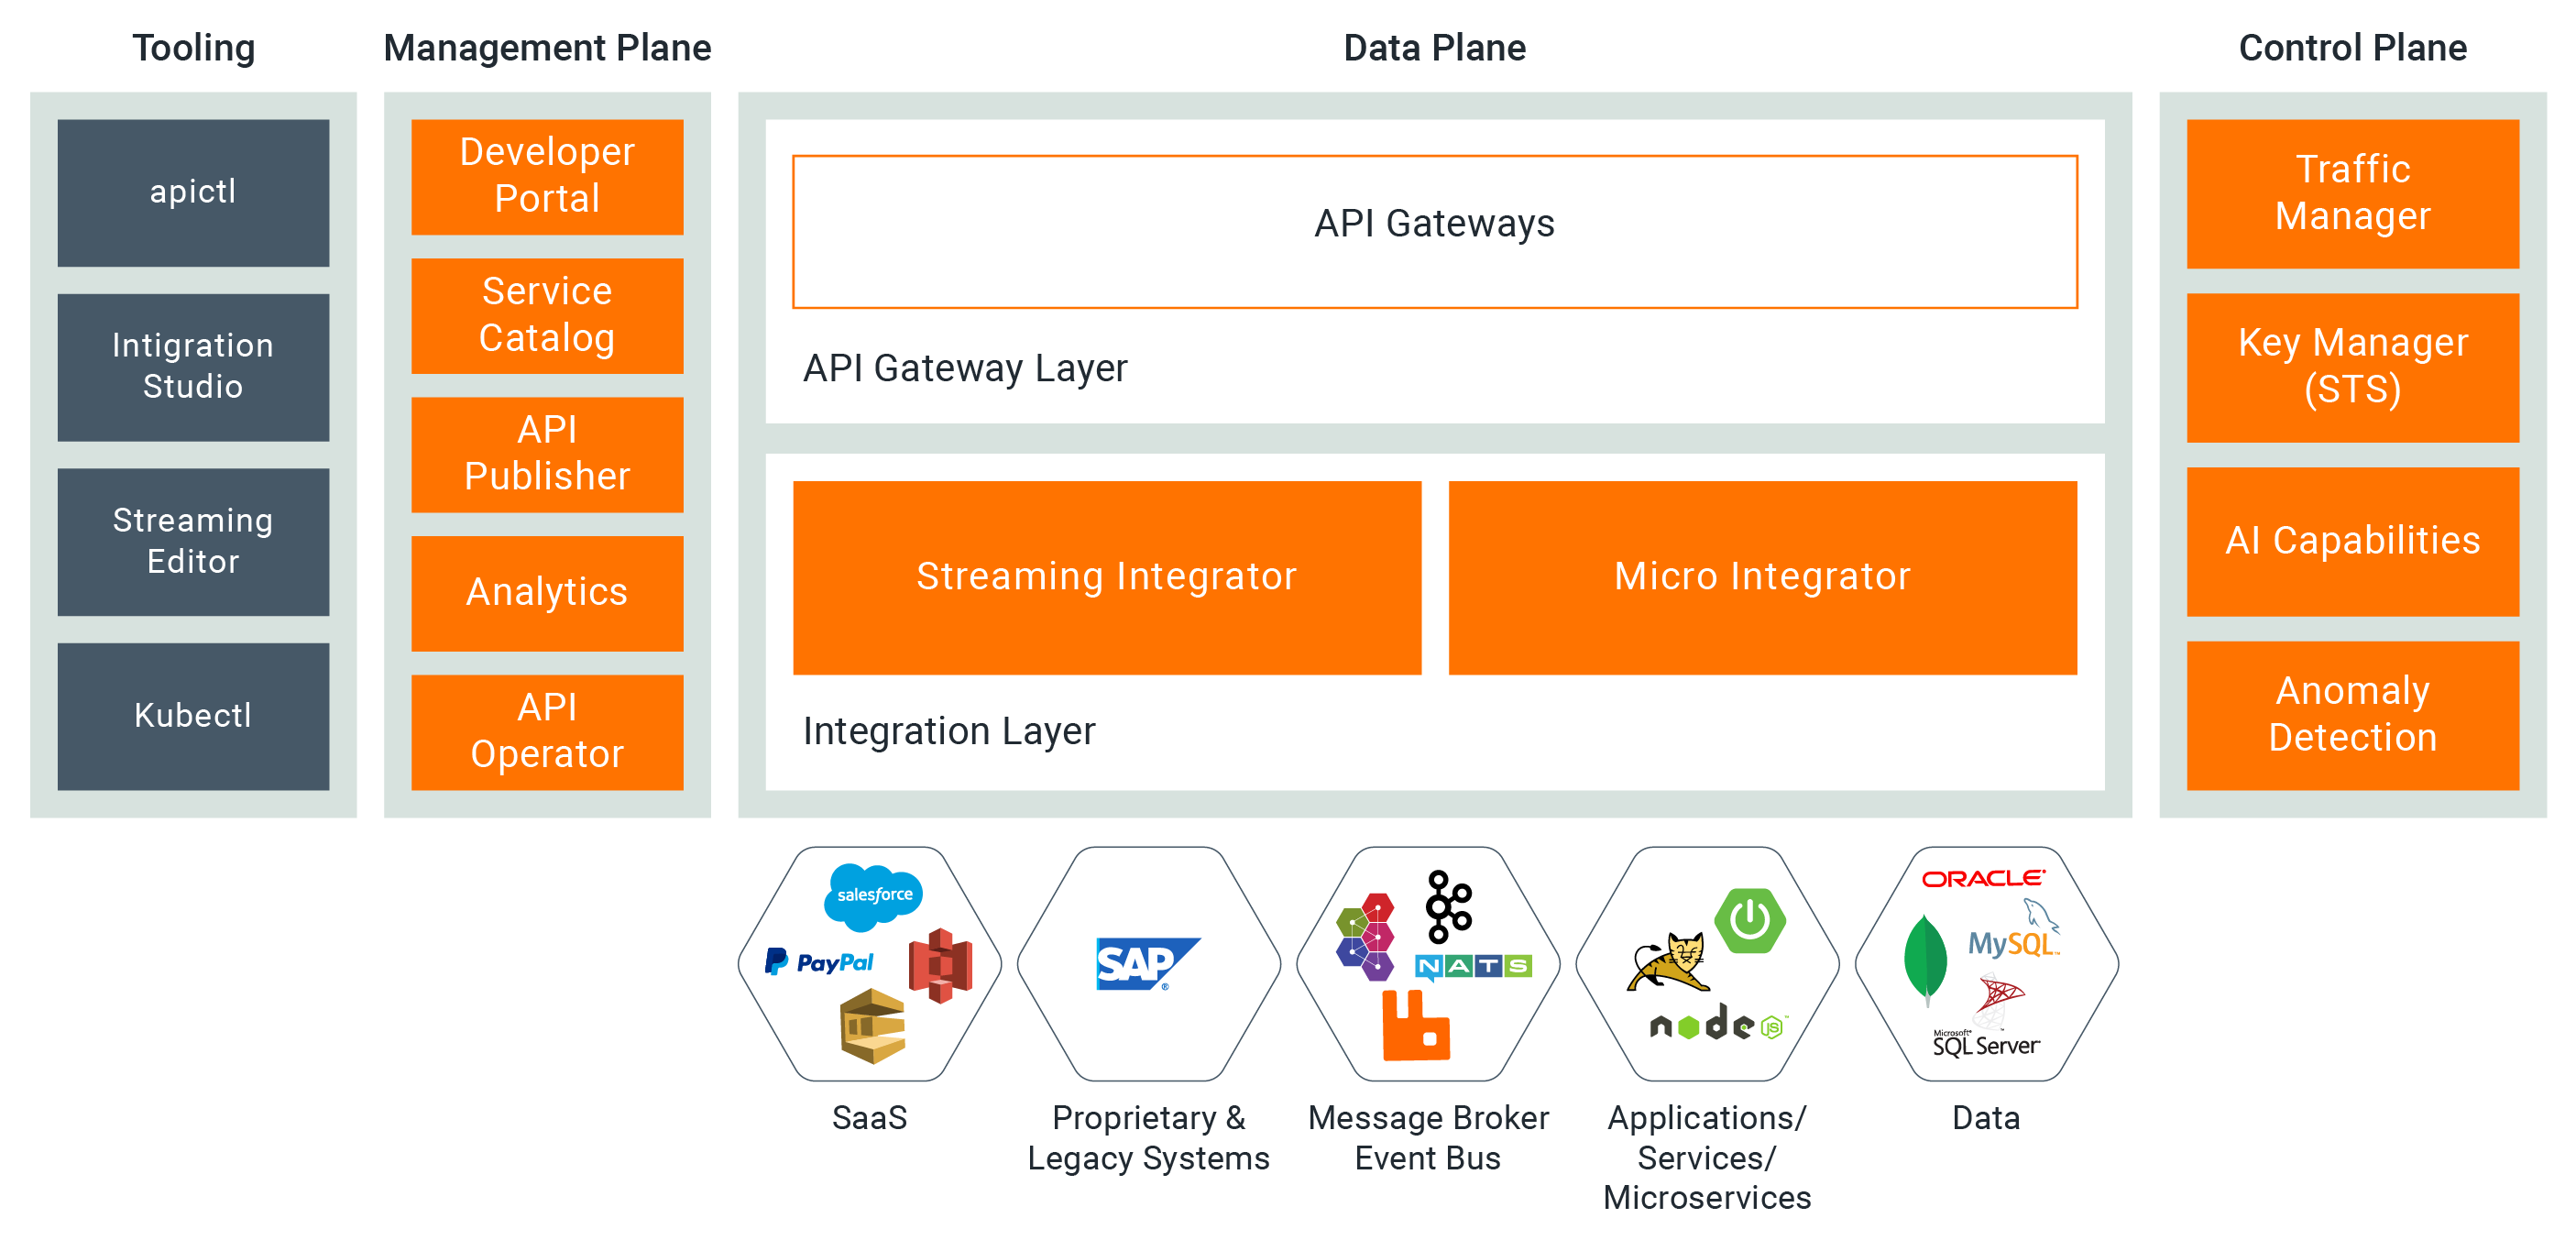 Tooling
Management Plane
Data Plane
Control Plane
apictl
Intigration
Studio
Streaming
Editor
Kubectl
Developer
Portal
Service
Catalog
API
Publisher
Analytics
API
Operator
API Gateways
API Gateway Layer
Streaming Integrator
Micro Integrator
Integration Layer
Traffic
Manager
Key Manager
(STS)
AI Capabilities
Anomaly
Detection
salesforce
PayPal
SaaS
SAP®
Proprietary &
Legacy Systems
NATS
Message Broker
Event Bus
node JS™
Applications/
Services/
Microservices
ORACLE®
MySQL™
Microsoft®
SQL Server™
Data